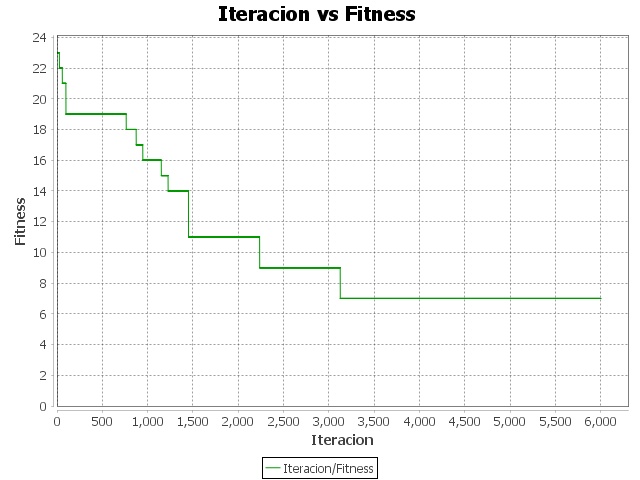 Iteracion vs Fitness
24
22
20
18
16
14
12
10
8
6
4
2
0
Fitness
0 500 1,000 1,500 2,000 2,500 3,000 3,500 4,000 4,500 5,000 5,500 6,000
Iteracion
Iteracion/Fitness